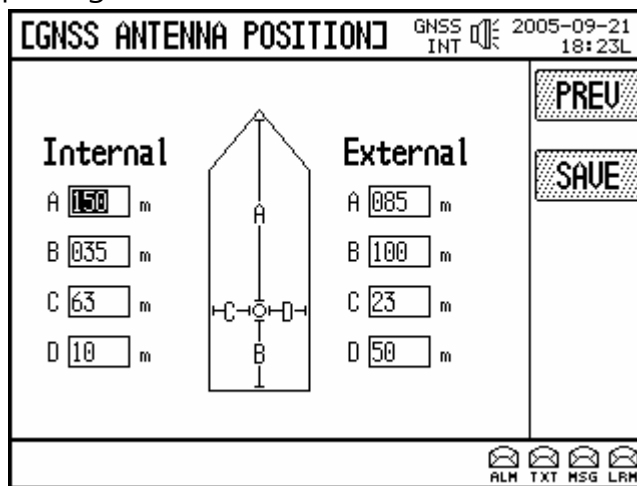 [GNSS ANTENNA POSITION] GNSS INT 2005-09-21 18:23L
PREV
SAVE
Internal
A 150 m
B 035 m
C 63 m
D 10 m
A
C D
B
External
A 085 m
B 100 m
C 23 m
D 50 m
ALM TXT MSG LRM